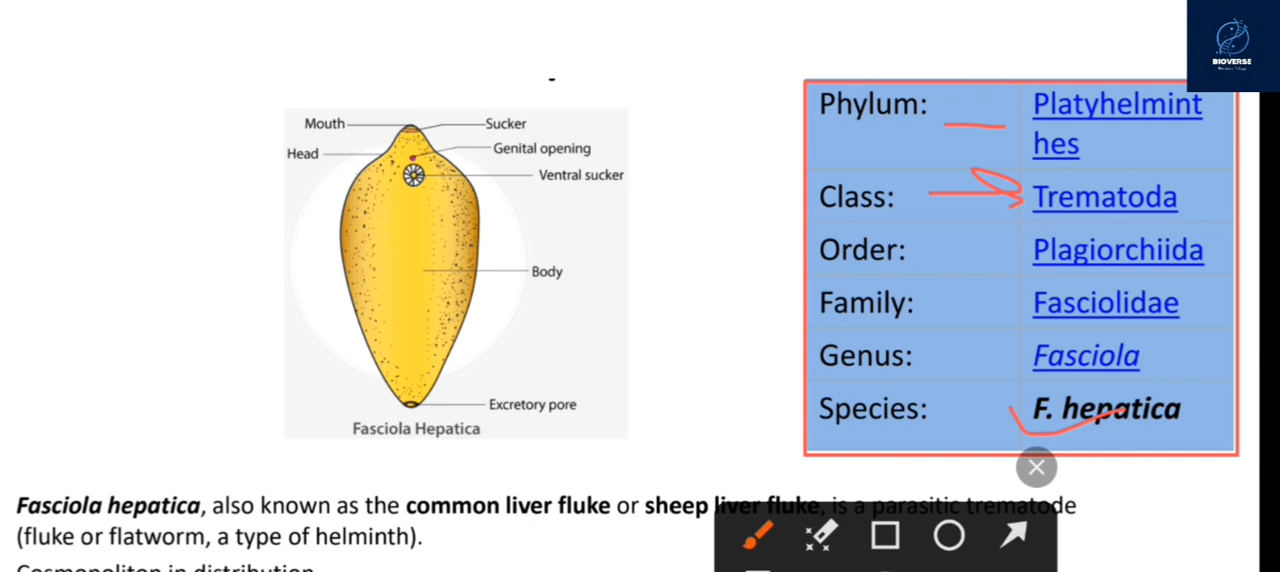 BIOVERSE
Mouth
Sucker
Head
Genital opening
Ventral sucker
Body
Excretory pore
Fasciola Hepatica
Phylum: Platyhelmint
hes
Class: Trematoda
Order: Plagiorchiida
Family: Fasciolidae
Genus: Fasciola
Species: F. hepatica
Fasciola hepatica, also known as the common liver fluke or sheep liver fluke, is a parasitic trematode
(fluke or flatworm, a type of helminth).